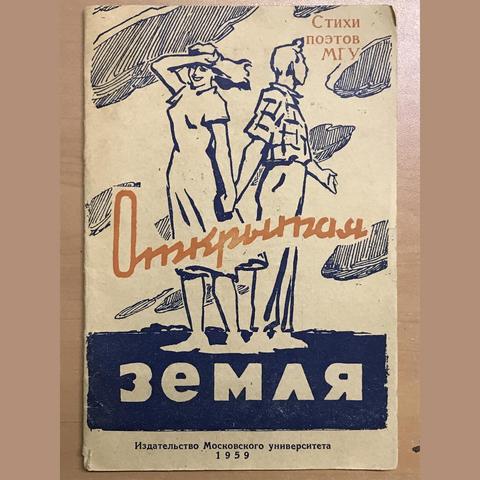 Стихи
поэтов
МГУ
Открытая
земля
Издательство Московского университета
1959